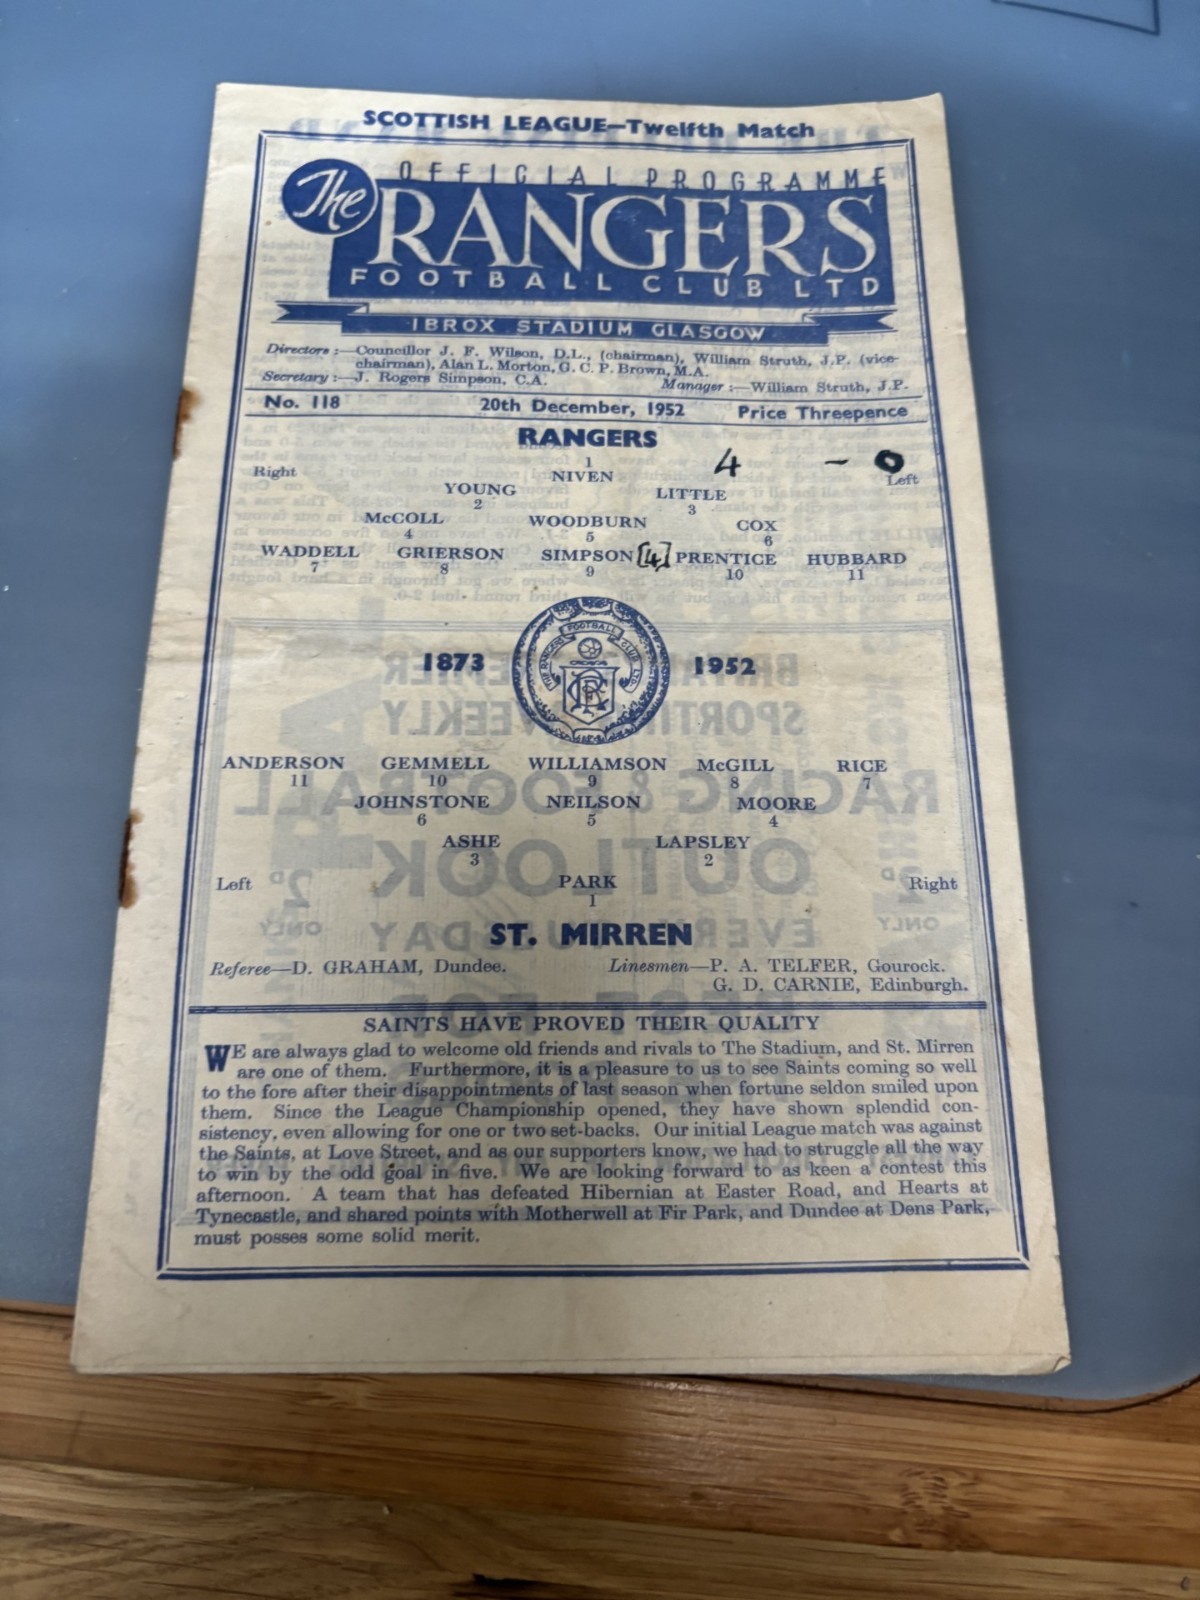 SCOTTISH LEAGUE—Twelfth Match
OFFICIAL PROGRAMME
The RANGERS
FOOTBALL CLUB LTD
IBROX STADIUM GLASGOW
Directors:—Councillor J. F. Wilson, D.L., (chairman), William Struth, J.P. (vice-
chairman), Alan L. Morton, G. C. P. Brown, M.A.
Secretary:—J. Rogers Simpson, C.A. Manager:—William Struth, J.P.
No. 118 20th December, 1952 Price Threepence
RANGERS
4 - 0
Right 1 Left
NIVEN
YOUNG LITTLE
2 3
McCOLL WOODBURN COX
4 5 6
WADDELL GRIERSON SIMPSON [4] PRENTICE HUBBARD
7 8 9 10 11
1873 1952
FOOTBALL
THE RANGERS CLUB LTD.
ANDERSON GEMMELL WILLIAMSON McGILL RICE
11 10 9 8 7
JOHNSTONE NEILSON MOORE
6 5 4
ASHE LAPSLEY
3 2
Left PARK Right
1
ST. MIRREN
Referee—D. GRAHAM, Dundee. Linesmen—P. A. TELFER, Gourock.
G. D. CARNIE, Edinburgh.
SAINTS HAVE PROVED THEIR QUALITY
WE are always glad to welcome old friends and rivals to The Stadium, and St. Mirren
are one of them. Furthermore, it is a pleasure to us to see Saints coming so well
to the fore after their disappointments of last season when fortune seldon smiled upon
them. Since the League Championship opened, they have shown splendid con-
sistency, even allowing for one or two set-backs. Our initial League match was against
the Saints, at Love Street, and as our supporters know, we had to struggle all the way
to win by the odd goal in five. We are looking forward to as keen a contest this
afternoon. A team that has defeated Hibernian at Easter Road, and Hearts at
Tynecastle, and shared points with Motherwell at Fir Park, and Dundee at Dens Park,
must posses some solid merit.